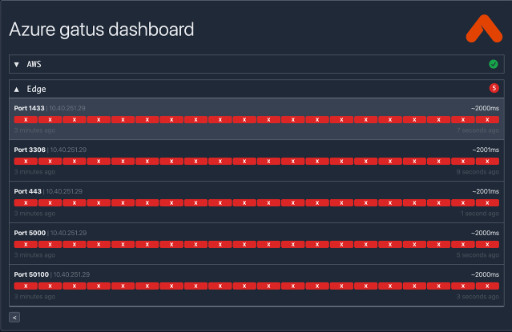 Azure gatus dashboard
▼ AWS
▲ Edge 5
Port 1433 | 10.40.251.29 ~2000ms
X X X X X X X X X X X X X X X X X X X X
3 minutes ago 7 seconds ago
Port 3306 | 10.40.251.29 ~2001ms
X X X X X X X X X X X X X X X X X X X X
3 minutes ago 9 seconds ago
Port 443 | 10.40.251.29 ~2001ms
X X X X X X X X X X X X X X X X X X X X
3 minutes ago 1 second ago
Port 5000 | 10.40.251.29 ~2000ms
X X X X X X X X X X X X X X X X X X X X
3 minutes ago 5 seconds ago
Port 50100 | 10.40.251.29 ~2000ms
X X X X X X X X X X X X X X X X X X X X
3 minutes ago 3 seconds ago
<